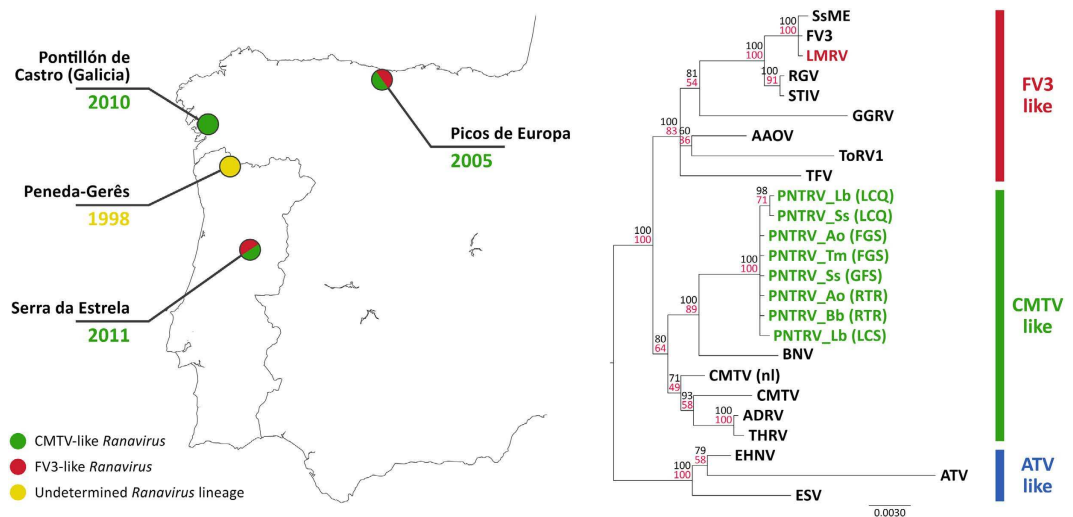 Pontillón de
Castro (Galicia)
2010
Picos de Europa
2005
Peneda-Gerês
1998
Serra da Estrela
2011
CMTV-like Ranavirus
FV3-like Ranavirus
Undetermined Ranavirus lineage
100
100
SsME
FV3
LMRV
100
100
100
91
RGV
STIV
81
54
GGRV
100
83
60
36
AAOV
ToRV1
TFV
98
71
PNTRV_Lb (LCQ)
PNTRV_Ss (LCQ)
PNTRV_Ao (FGS)
PNTRV_Tm (FGS)
PNTRV_Ss (GFS)
PNTRV_Ao (RTR)
PNTRV_Bb (RTR)
PNTRV_Lb (LCS)
100
100
100
100
100
89
BNV
80
64
71
49
CMTV (nl)
93
58
CMTV
100
100
ADRV
THRV
79
58
EHNV
100
100
ATV
ESV
0.0030
FV3
like
CMTV
like
ATV
like